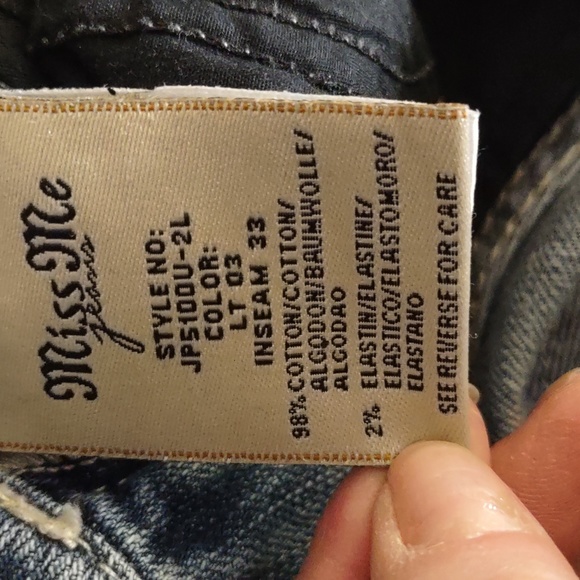 Miss Me
jeans
STYLE NO:
JP5100U-2L
COLOR:
LT 03
INSEAM 33
98% COTTON/COTTON/
ALGODON/BAUMWOLLE/
ALGODAO
2% ELASTIN/ELASTINE/
ELASTICO/ELASTOMORO/
ELASTANO
SEE REVERSE FOR CARE